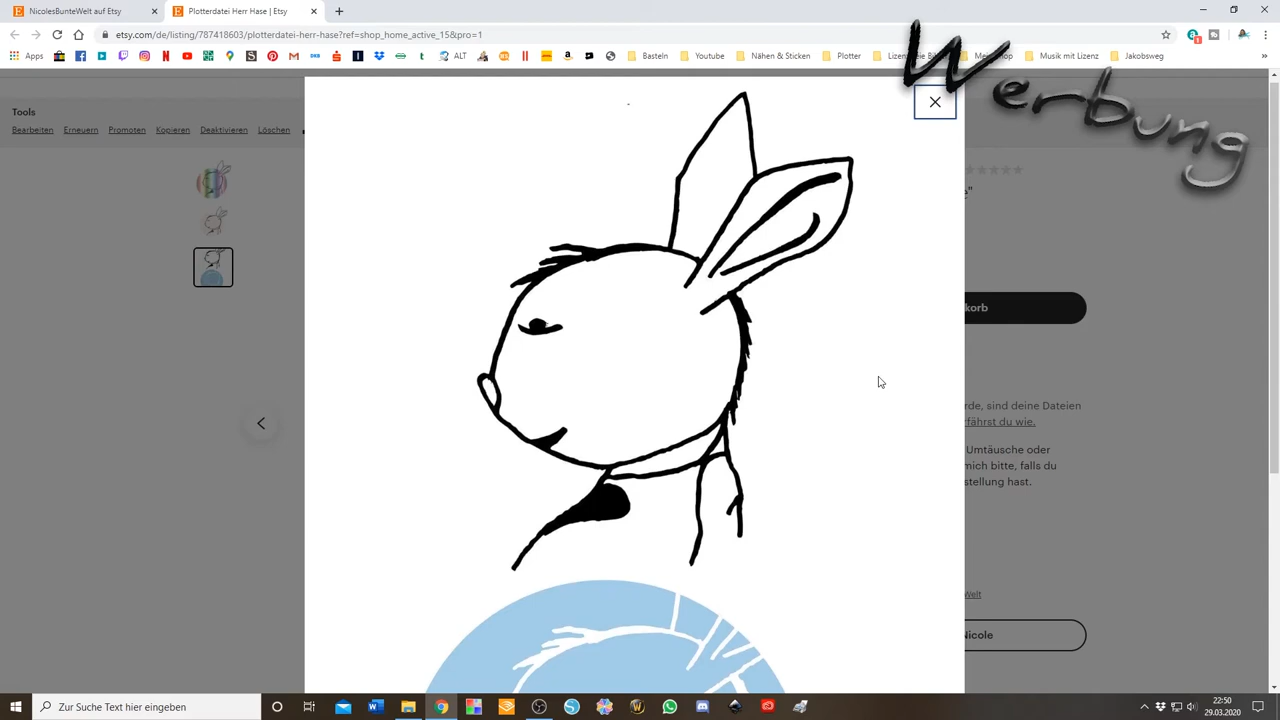 NicolesBunteWelt auf Etsy
Plotterdatei Herr Hase | Etsy
etsy.com/de/listing/787418603/plotterdatei-herr-hase?ref=shop_home_active_15&pro=1
Apps
ALT
Basteln
Youtube
Nähen & Sticken
Plotter
Musik mit Lizenz
Jakobsweg
Werbung
Tools
Bearbeiten
Erneuern
Promoten
Kopieren
Deaktivieren
Löschen
korb
rde, sind deine Dateien
fährst du wie.
Umtäusche oder
mich bitte, falls du
stellung hast.
Welt
Nicole
Zur Suche Text hier eingeben
22:50
29.03.2020